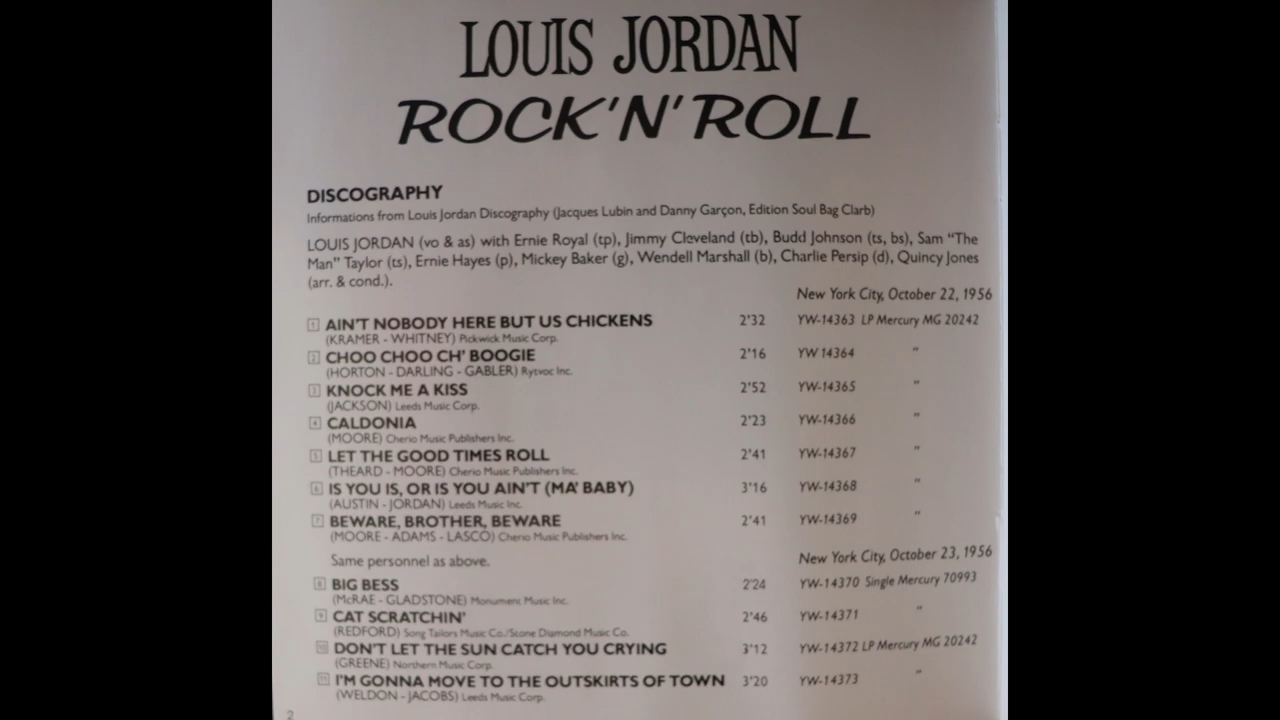 LOUIS JORDAN
ROCK'N'ROLL
DISCOGRAPHY
Informations from Louis Jordan Discography (Jacques Lubin and Danny Garçon, Edition Soul Bag Clarb)
LOUIS JORDAN (vo & as) with Ernie Royal (tp), Jimmy Cleveland (tb), Budd Johnson (ts, bs), Sam "The
Man" Taylor (ts), Ernie Hayes (p), Mickey Baker (g), Wendell Marshall (b), Charlie Persip (d), Quincy Jones
(arr. & cond.).
New York City, October 22, 1956
1 AIN'T NOBODY HERE BUT US CHICKENS 2'32 YW-14363 LP Mercury MG 20242
(KRAMER - WHITNEY) Pickwick Music Corp.
2 CHOO CHOO CH' BOOGIE 2'16 YW 14364 "
(HORTON - DARLING - GABLER) Rytvoc Inc.
3 KNOCK ME A KISS 2'52 YW-14365 "
(JACKSON) Leeds Music Corp.
4 CALDONIA 2'23 YW-14366 "
(MOORE) Cherio Music Publishers Inc.
5 LET THE GOOD TIMES ROLL 2'41 YW-14367 "
(THEARD - MOORE) Cherio Music Publishers Inc.
6 IS YOU IS, OR IS YOU AIN'T (MA' BABY) 3'16 YW-14368 "
(AUSTIN - JORDAN) Leeds Music Inc.
7 BEWARE, BROTHER, BEWARE 2'41 YW-14369 "
(MOORE - ADAMS - LASCO) Cherio Music Publishers Inc.
Same personnel as above. New York City, October 23, 1956
8 BIG BESS 2'24 YW-14370 Single Mercury 70993
(McRAE - GLADSTONE) Monument Music Inc.
9 CAT SCRATCHIN' 2'46 YW-14371 "
(REDFORD) Song Tailors Music Co./Scone Diamond Music Co.
10 DON'T LET THE SUN CATCH YOU CRYING 3'12 YW-14372 LP Mercury MG 20242
(GREENE) Northern Music Corp.
11 I'M GONNA MOVE TO THE OUTSKIRTS OF TOWN 3'20 YW-14373 "
(WELDON - JACOBS) Leeds Music Corp.
2